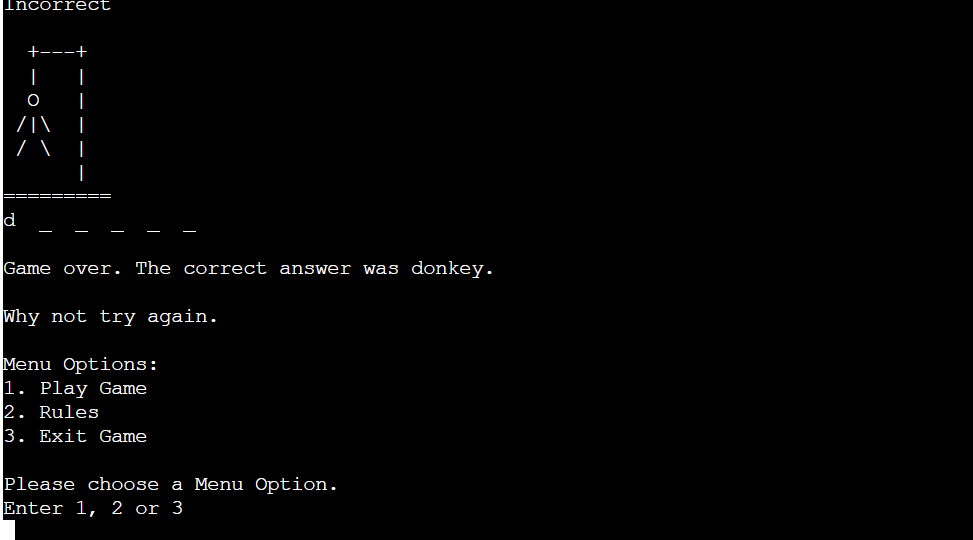 Incorrect
  +---+
  |   |
  O   |
 /|\  |
 / \  |
      |
=========
d  _  _  _  _  _
Game over. The correct answer was donkey.
Why not try again.
Menu Options:
1. Play Game
2. Rules
3. Exit Game
Please choose a Menu Option.
Enter 1, 2 or 3